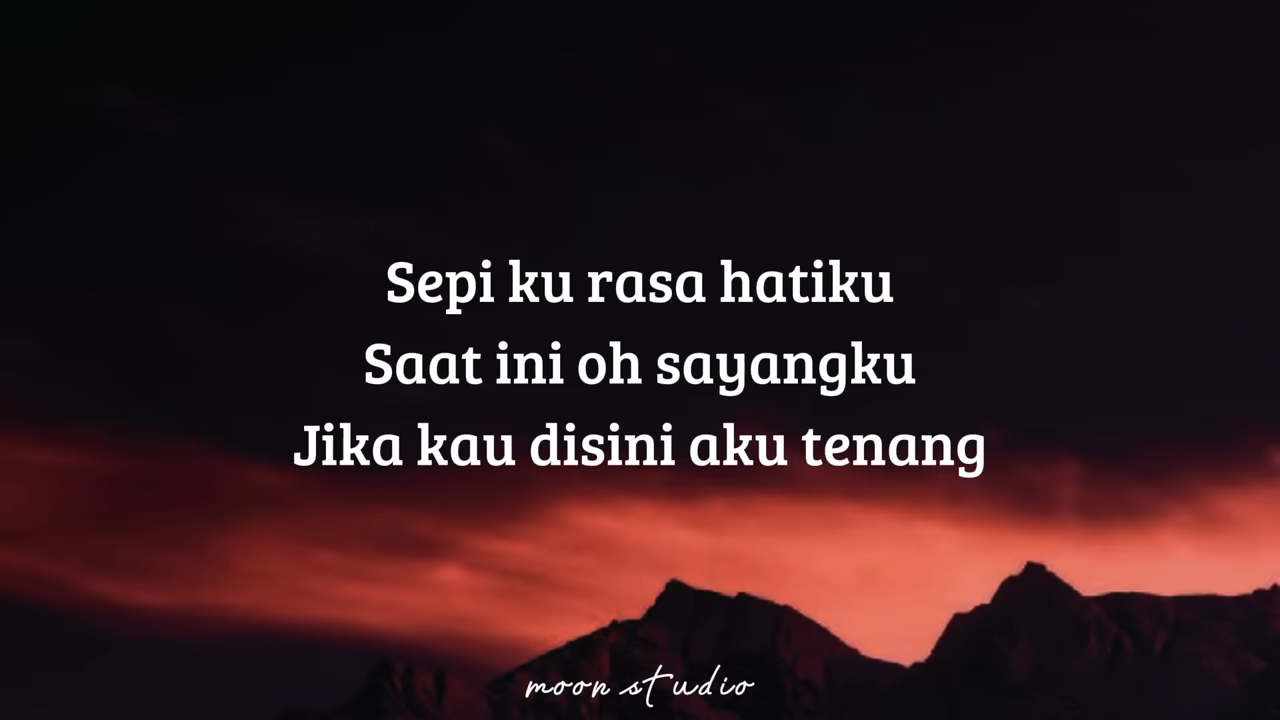 Sepi ku rasa hatiku
Saat ini oh sayangku
Jika kau disini aku tenang
moon studio